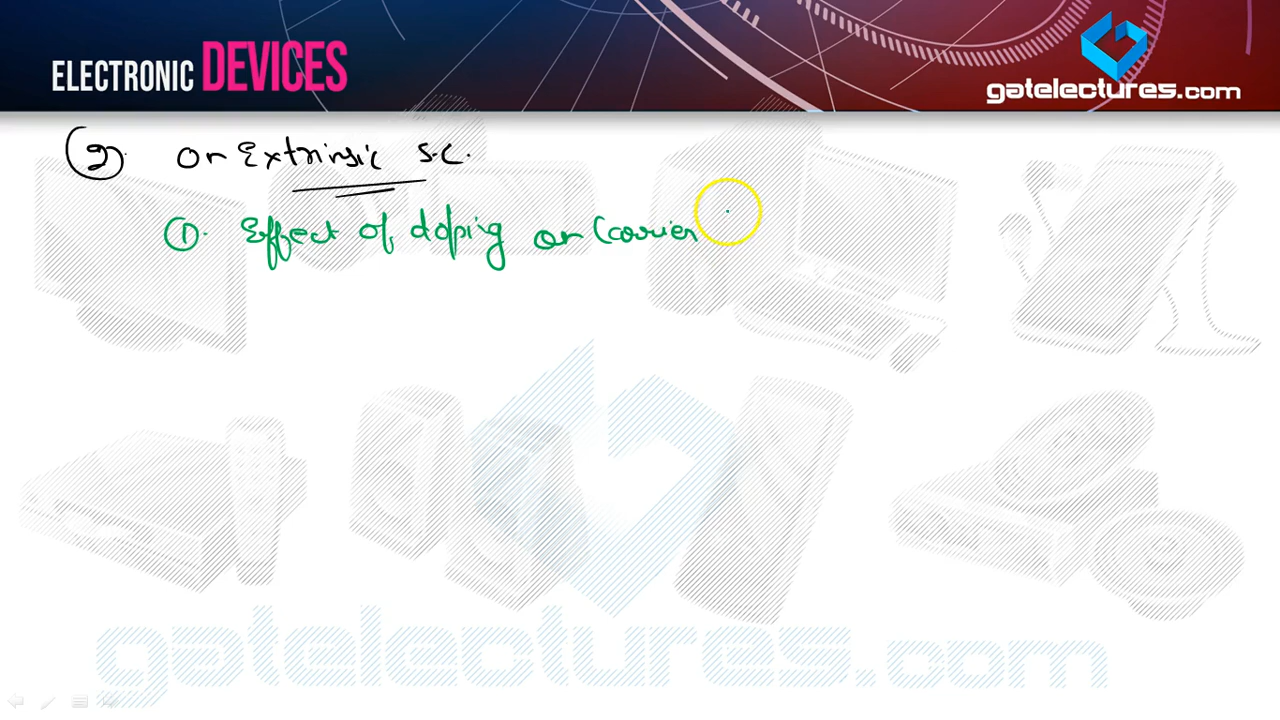 ELECTRONIC DEVICES
gatelectures.com
(2). On Extrinsic S.C.
①. Effect of doping on Carrier
gatelectures.com